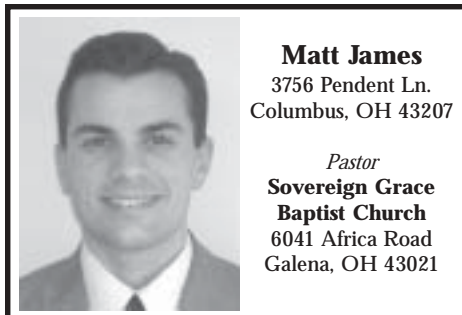 Matt James
3756 Pendent Ln.
Columbus, OH 43207
Pastor
Sovereign Grace
Baptist Church
6041 Africa Road
Galena, OH 43021